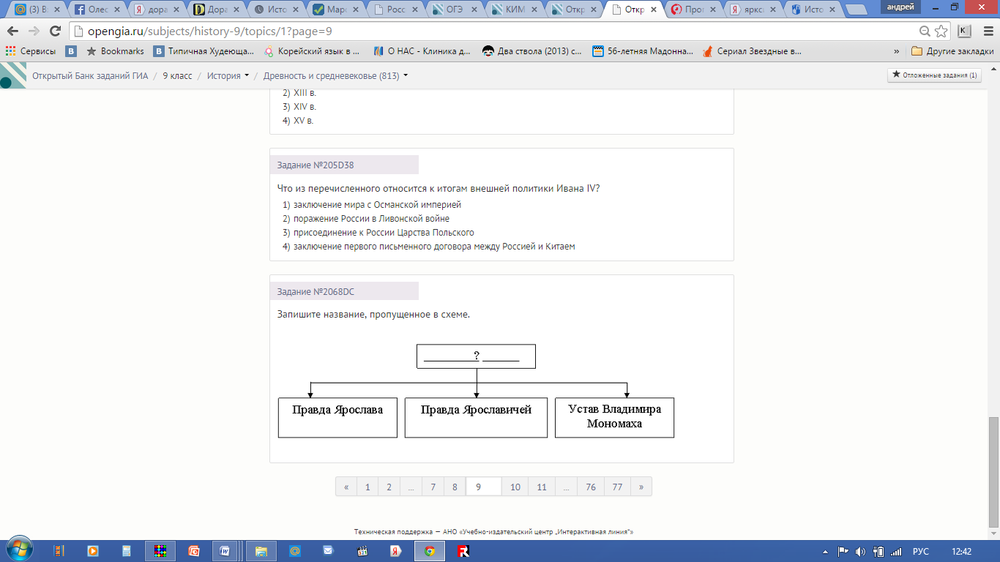 (3) В
Олес
дора
Дора
Исто
Марс
Росс
ОГЭ
КИМ
Откр
Откр
Про
яркс
Исто
андрей
opengia.ru/subjects/history-9/topics/1?page=9
Сервисы
Bookmarks
Типичная Худеюща...
Корейский язык в ...
О НАС - Клиника д...
Два ствола (2013) с...
56-летняя Мадонна...
Сериал Звездные в...
»
Другие закладки
Открытый Банк заданий ГИА / 9 класс / История / Древность и средневековье (813)
Отложенные задания (1)
2) XIII в.
3) XIV в.
4) XV в.
Задание №205D38
Что из перечисленного относится к итогам внешней политики Ивана IV?
1) заключение мира с Османской империей
2) поражение России в Ливонской войне
3) присоединение к России Царства Польского
4) заключение первого письменного договора между Россией и Китаем
Задание №2068DC
Запишите название, пропущенное в схеме.
__________? ______
Правда Ярослава
Правда Ярославичей
Устав Владимира
Мономаха
« 1 2 ... 7 8 9 10 11 ... 76 77 »
Техническая поддержка — АНО «Учебно-издательский центр „Интерактивная линия“»
РУС
12:42